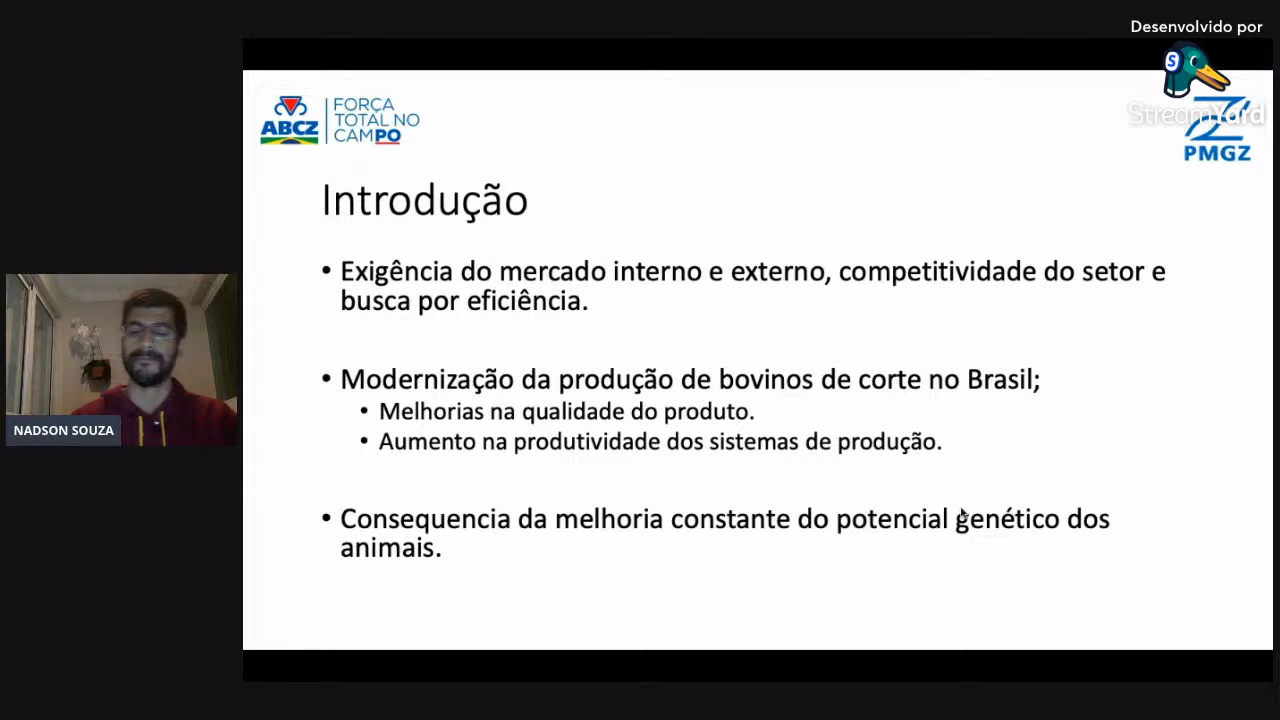 Desenvolvido por
S
StreamYard
ABCZ
FORÇA
TOTAL NO
CAMPO
PMGZ
Introdução
• Exigência do mercado interno e externo, competitividade do setor e
busca por eficiência.
• Modernização da produção de bovinos de corte no Brasil;
• Melhorias na qualidade do produto.
• Aumento na produtividade dos sistemas de produção.
• Consequencia da melhoria constante do potencial genético dos
animais.
NADSON SOUZA